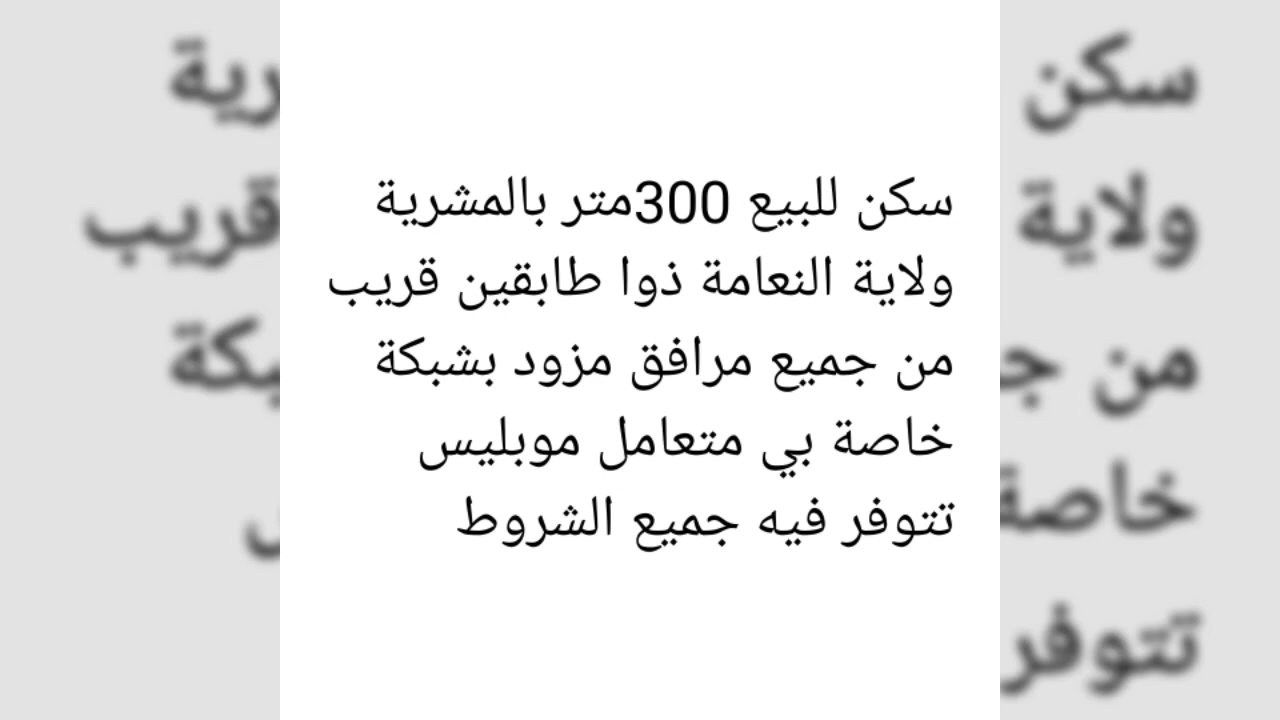 سكن للبيع 300متر بالمشرية
ولاية النعامة ذوا طابقين قريب
من جميع مرافق مزود بشبكة
خاصة بي متعامل موبليس
تتوفر فيه جميع الشروط